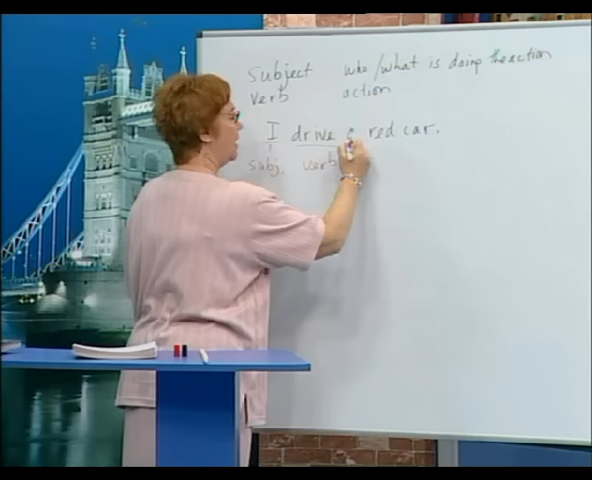 Subject who/what is doing the action
verb action
I drive a red car.
subj. verb